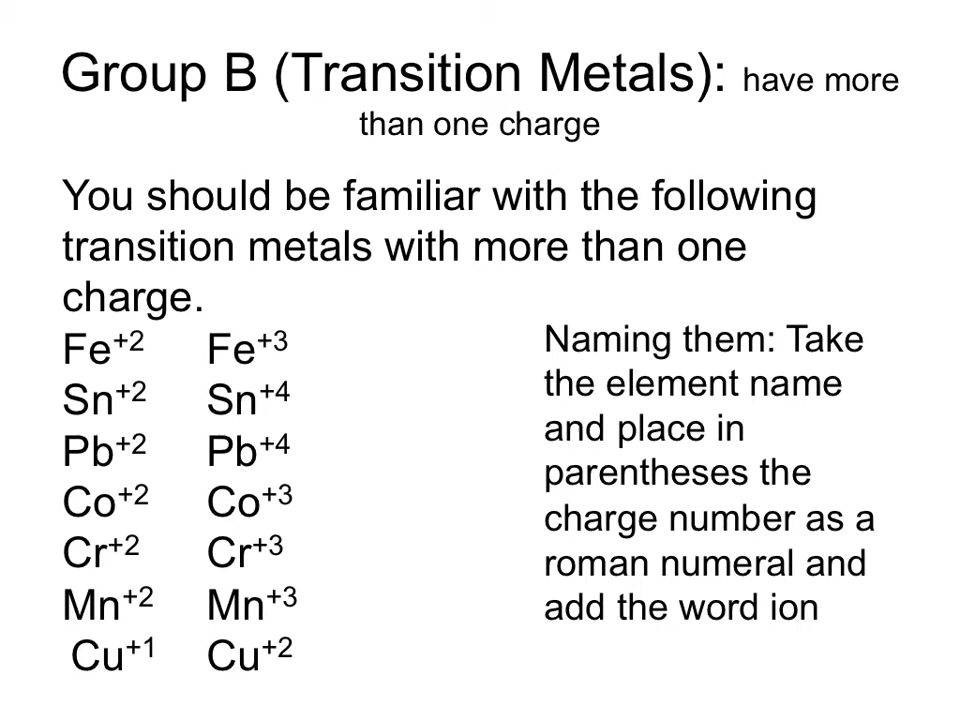 Group B (Transition Metals): have more
than one charge
You should be familiar with the following
transition metals with more than one
charge.
Fe⁺² Fe⁺³
Sn⁺² Sn⁺⁴
Pb⁺² Pb⁺⁴
Co⁺² Co⁺³
Cr⁺² Cr⁺³
Mn⁺² Mn⁺³
Cu⁺¹ Cu⁺²
Naming them: Take
the element name
and place in
parentheses the
charge number as a
roman numeral and
add the word ion